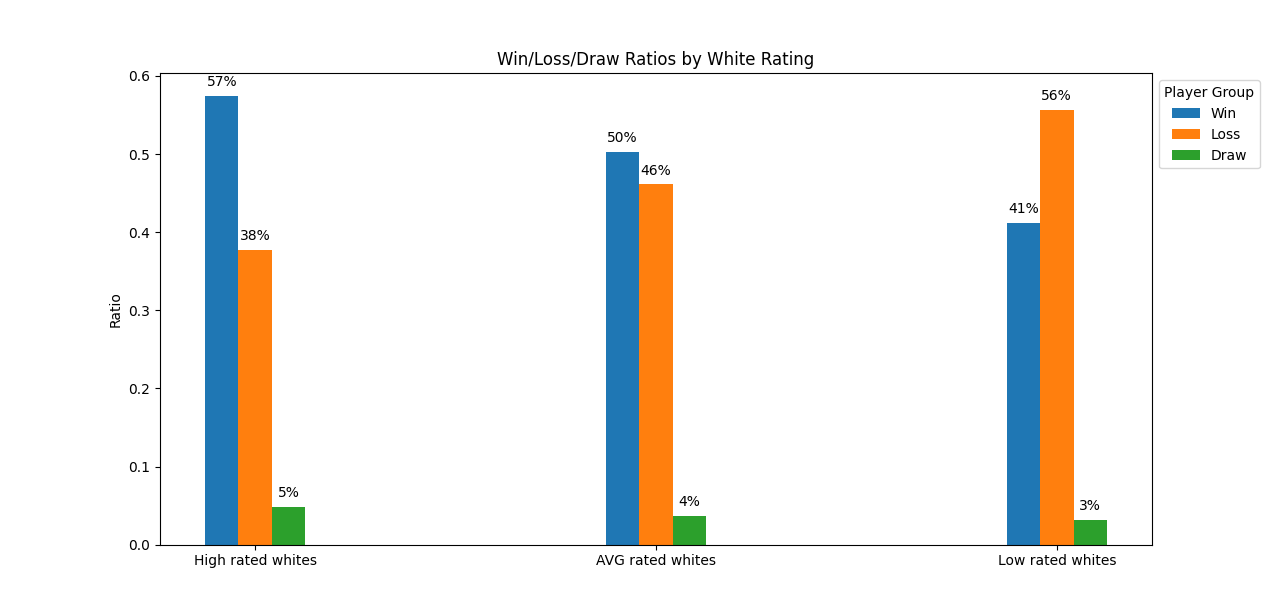 Win/Loss/Draw Ratios by White Rating
Player Group
Win
Loss
Draw
Ratio
0.6
0.5
0.4
0.3
0.2
0.1
0.0
57%
38%
5%
50%
46%
4%
41%
56%
3%
High rated whites
AVG rated whites
Low rated whites